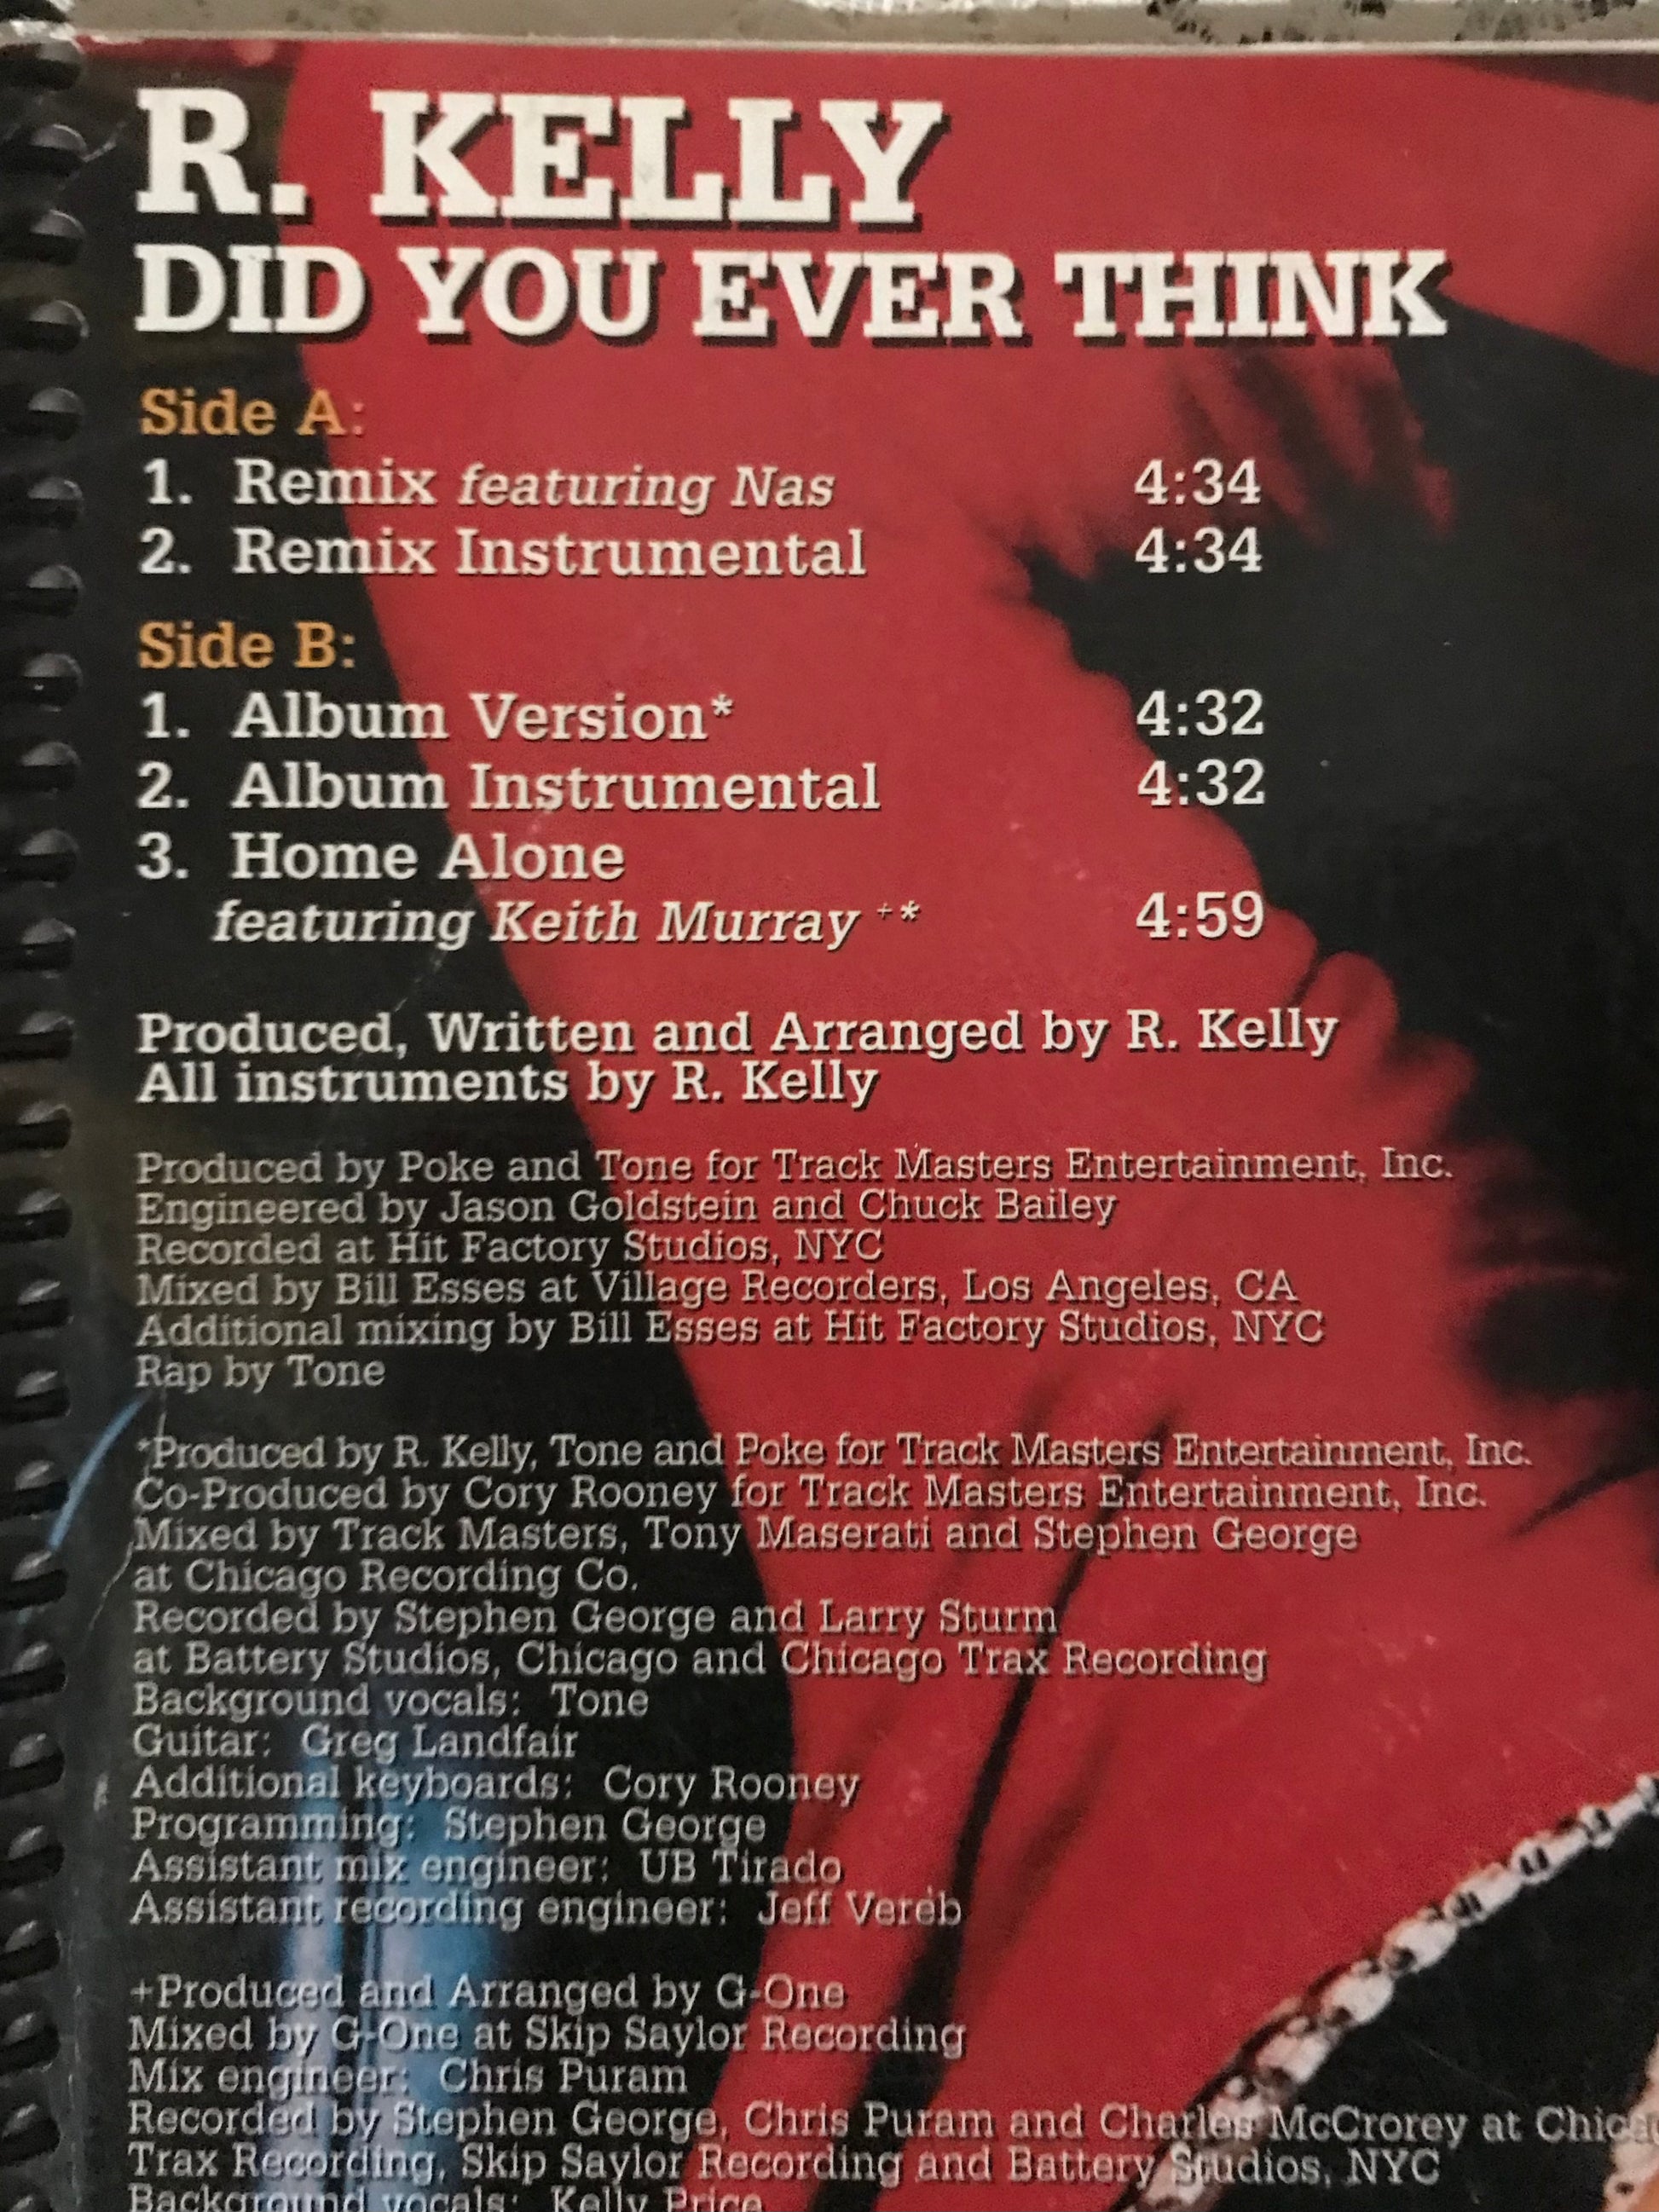 R. KELLY
DID YOU EVER THINK
Side A:
1. Remix featuring Nas 4:34
2. Remix Instrumental 4:34
Side B:
1. Album Version* 4:32
2. Album Instrumental 4:32
3. Home Alone
featuring Keith Murray +* 4:59
Produced, Written and Arranged by R. Kelly
All instruments by R. Kelly
Produced by Poke and Tone for Track Masters Entertainment, Inc.
Engineered by Jason Goldstein and Chuck Bailey
Recorded at Hit Factory Studios, NYC
Mixed by Bill Esses at Village Recorders, Los Angeles, CA
Additional mixing by Bill Esses at Hit Factory Studios, NYC
Rap by Tone
*Produced by R. Kelly, Tone and Poke for Track Masters Entertainment, Inc.
Co-Produced by Cory Rooney for Track Masters Entertainment, Inc.
Mixed by Track Masters, Tony Maserati and Stephen George
at Chicago Recording Co.
Recorded by Stephen George and Larry Sturm
at Battery Studios, Chicago and Chicago Trax Recording
Background vocals: Tone
Guitar: Greg Landfair
Additional keyboards: Cory Rooney
Programming: Stephen George
Assistant mix engineer: UB Tirado
Assistant recording engineer: Jeff Vereb
+Produced and Arranged by G-One
Mixed by G-One at Skip Saylor Recording
Mix engineer: Chris Puram
Recorded by Stephen George, Chris Puram and Charles McCrorey at
Trax Recording, Skip Saylor Recording and Battery Studios, NYC
Background vocals: Kelly Price